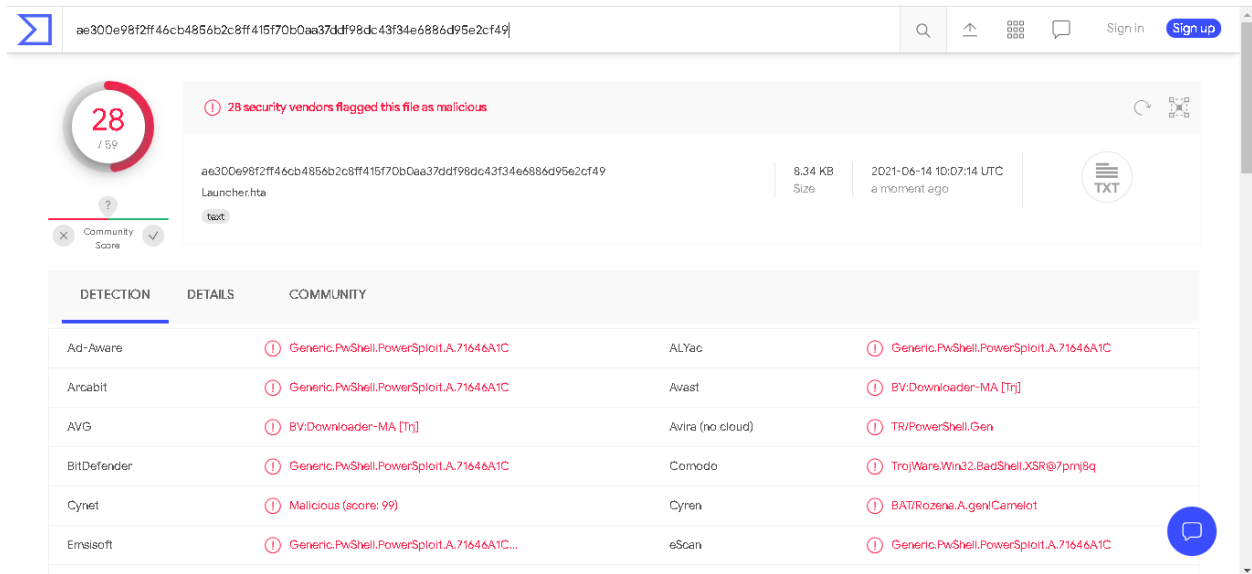 ae300e98f2ff46cb4856b2c8ff415f70b0aa37ddf98dc43f34e6886d95e2cf49
Sign in
Sign up
28
/ 59
28 security vendors flagged this file as malicious
ae300e98f2ff46cb4856b2c8ff415f70b0aa37ddf98dc43f34e6886d95e2cf49
Launcher.hta
text
8.34 KB
Size
2021-06-14 10:07:14 UTC
a moment ago
TXT
?
Community
Score
DETECTION DETAILS COMMUNITY
Ad-Aware Generic.PwShell.PowerSploit.A.71646A1C ALYac Generic.PwShell.PowerSploit.A.71646A1C
Arcabit Generic.PwShell.PowerSploit.A.71646A1C Avast BV:Downloader-MA [Trj]
AVG BV:Downloader-MA [Trj] Avira (no cloud) TR/PowerShell.Gen
BitDefender Generic.PwShell.PowerSploit.A.71646A1C Comodo TrojWare.Win32.BadShell.XSR@7pmj8q
Cynet Malicious (score: 99) Cyren BAT/Rozena.A.gen!Camelot
Emsisoft Generic.PwShell.PowerSploit.A.71646A1C... eScan Generic.PwShell.PowerSploit.A.71646A1C